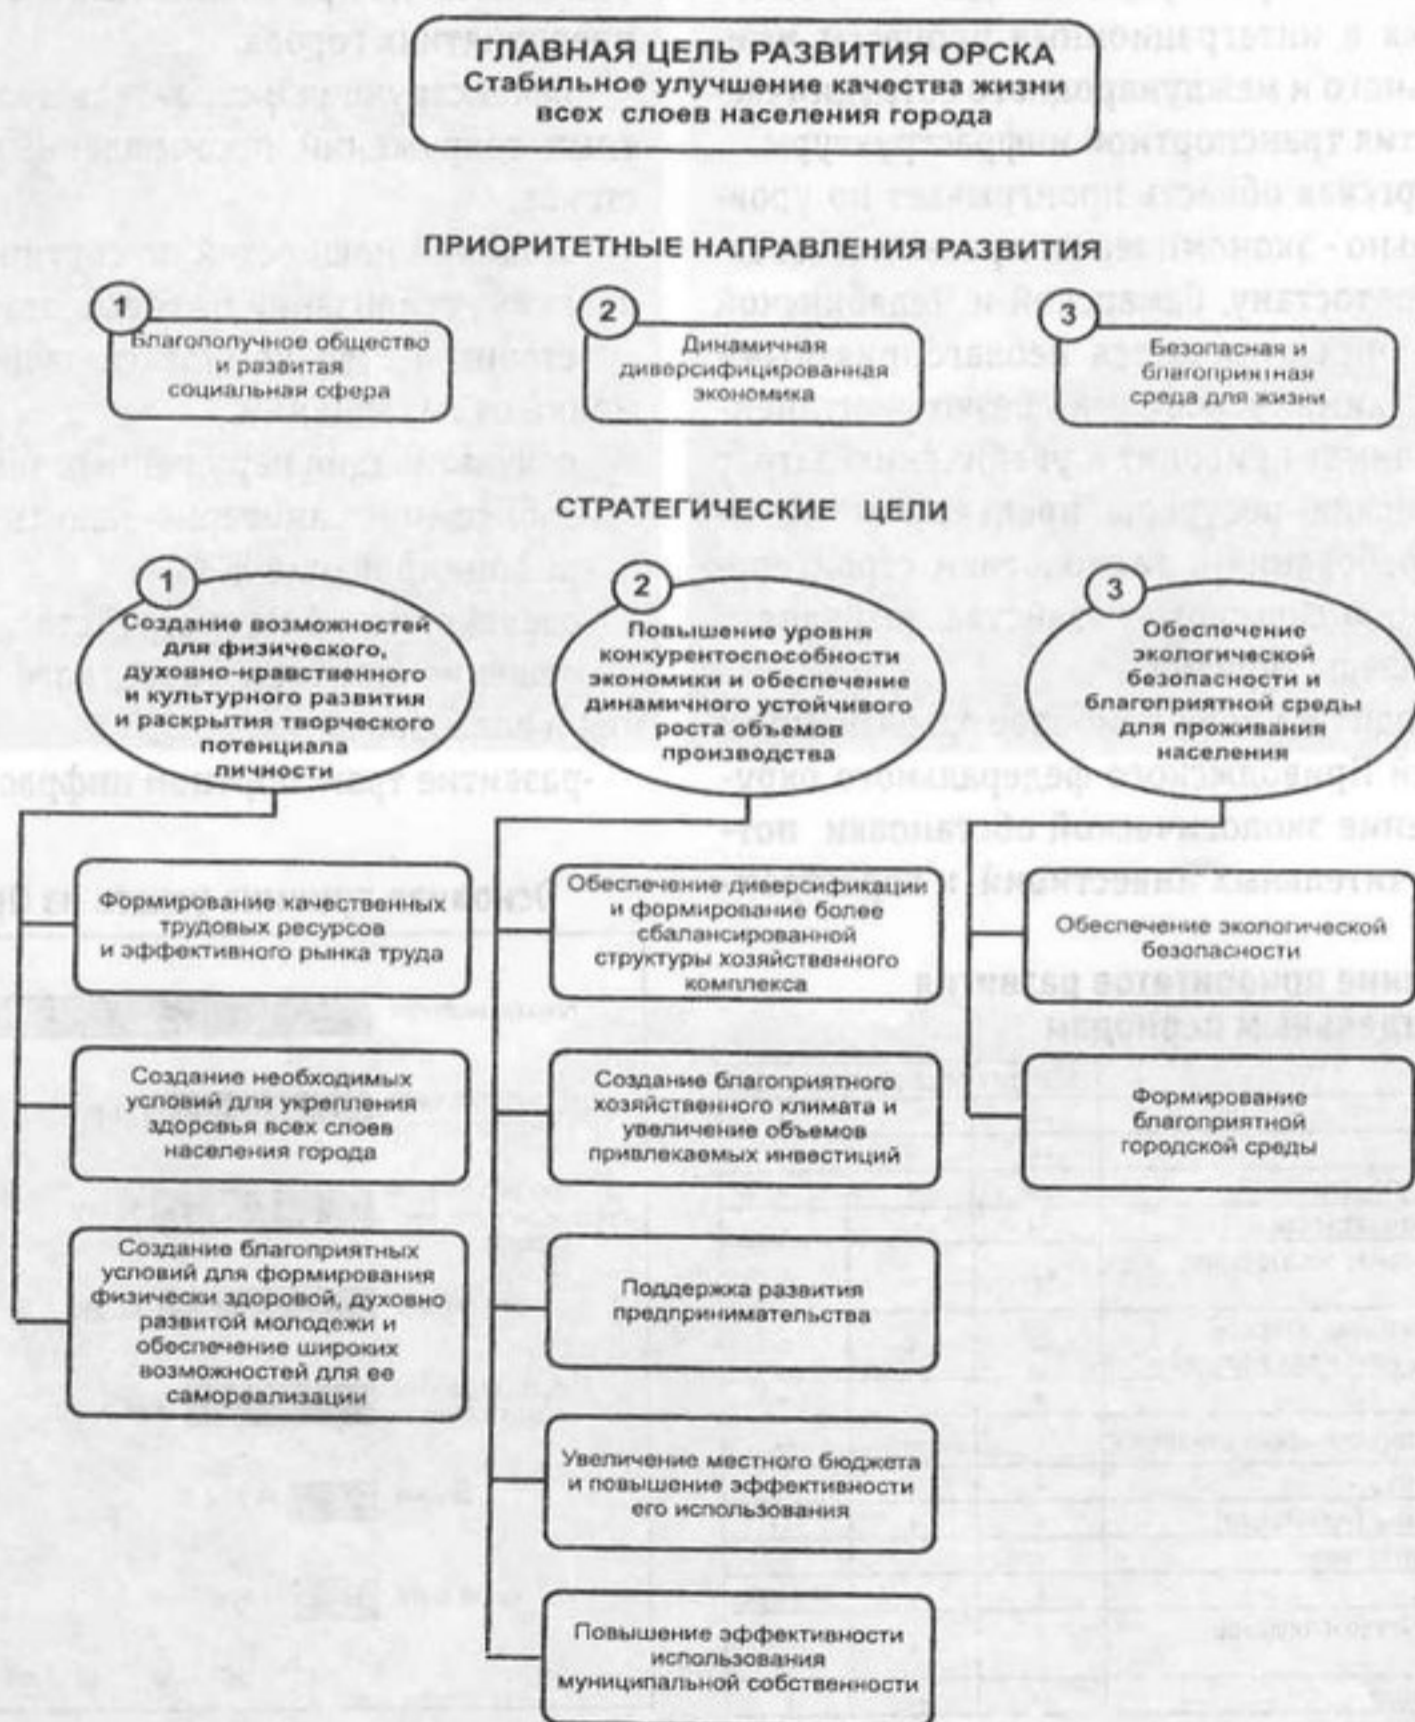 ГЛАВНАЯ ЦЕЛЬ РАЗВИТИЯ ОРСКА
Стабильное улучшение качества жизни
всех слоев населения города
ПРИОРИТЕТНЫЕ НАПРАВЛЕНИЯ РАЗВИТИЯ
1
Благополучное общество
и развитая
социальная сфера
2
Динамичная
диверсифицированная
экономика
3
Безопасная и
благоприятная
среда для жизни
СТРАТЕГИЧЕСКИЕ ЦЕЛИ
1
Создание возможностей
для физического,
духовно-нравственного
и культурного развития
и раскрытия творческого
потенциала
личности
Формирование качественных
трудовых ресурсов
и эффективного рынка труда
Создание необходимых
условий для укрепления
здоровья всех слоев
населения города
Создание благоприятных
условий для формирования
физически здоровой, духовно
развитой молодежи и
обеспечение широких
возможностей для ее
самореализации
2
Повышение уровня
конкурентоспособности
экономики и обеспечение
динамичного устойчивого
роста объемов
производства
Обеспечение диверсификации
и формирование более
сбалансированной
структуры хозяйственного
комплекса
Создание благоприятного
хозяйственного климата и
увеличение объемов
привлекаемых инвестиций
Поддержка развития
предпринимательства
Увеличение местного бюджета
и повышение эффективности
его использования
Повышение эффективности
использования
муниципальной собственности
3
Обеспечение
экологической
безопасности и
благоприятной среды
для проживания
населения
Обеспечение экологической
безопасности
Формирование
благоприятной
городской среды